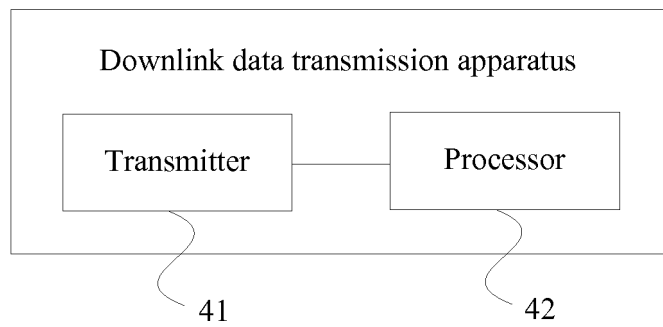 Downlink data transmission apparatus
Transmitter
Processor
41
42